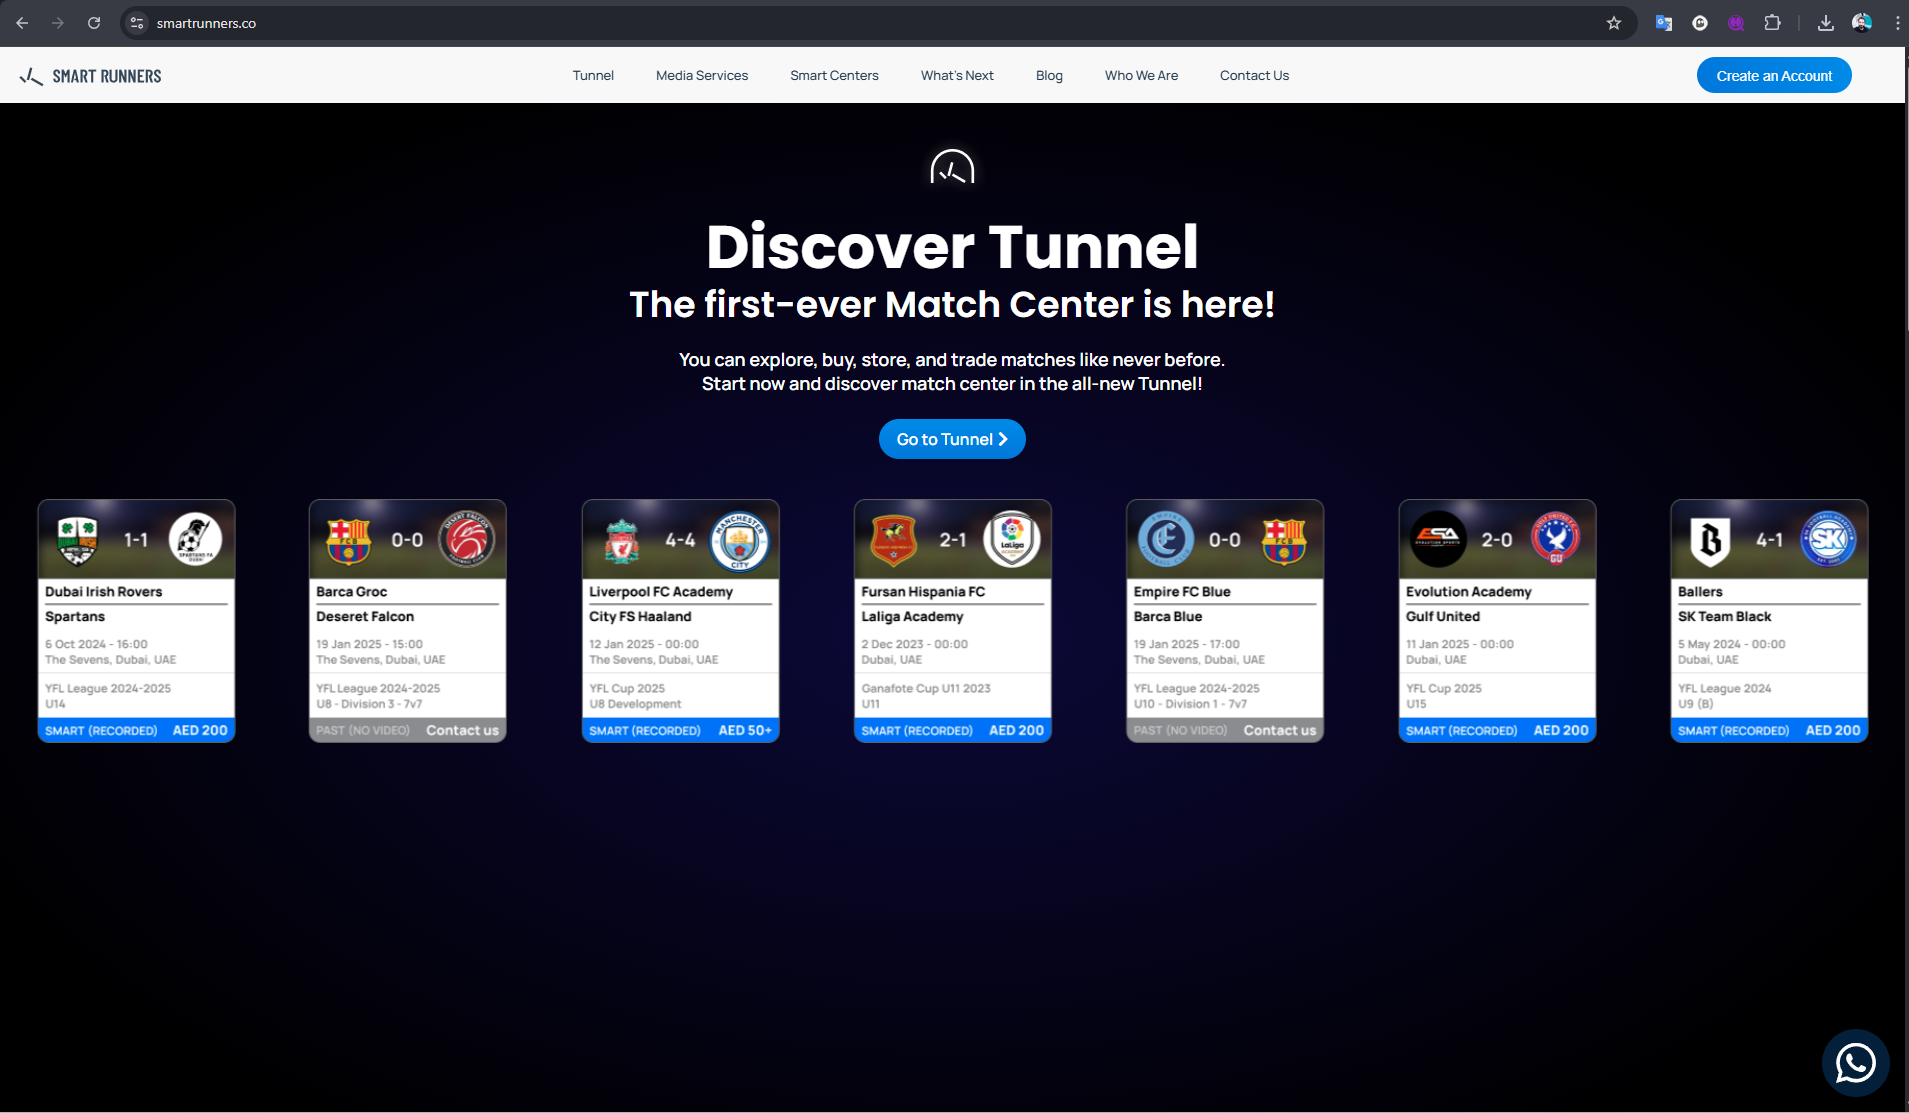 smartrunners.co
SMART RUNNERS
Tunnel
Media Services
Smart Centers
What's Next
Blog
Who We Are
Contact Us
Create an Account
Discover Tunnel
The first-ever Match Center is here!
You can explore, buy, store, and trade matches like never before.
Start now and discover match center in the all-new Tunnel!
Go to Tunnel
1-1
Dubai Irish Rovers
Spartans
6 Oct 2024 - 16:00
The Sevens, Dubai, UAE
YFL League 2024-2025
U14
SMART (RECORDED) AED 200
FCB
0-0
DESERT FALCON
Barca Groc
Deseret Falcon
19 Jan 2025 - 15:00
The Sevens, Dubai, UAE
YFL League 2024-2025
U8 - Division 3 - 7v7
PAST (NO VIDEO) Contact us
4-4
MANCHESTER
CITY
Liverpool FC Academy
City FS Haaland
12 Jan 2025 - 00:00
The Sevens, Dubai, UAE
YFL Cup 2025
U8 Development
SMART (RECORDED) AED 50+
2-1
LaLiga
Fursan Hispania FC
Laliga Academy
2 Dec 2023 - 00:00
Dubai, UAE
Ganafote Cup U11 2023
U11
SMART (RECORDED) AED 200
EMPIRE
0-0
FCB
Empire FC Blue
Barca Blue
19 Jan 2025 - 17:00
The Sevens, Dubai, UAE
YFL League 2024-2025
U10 - Division 1 - 7v7
PAST (NO VIDEO) Contact us
ESA
2-0
GU
Evolution Academy
Gulf United
11 Jan 2025 - 00:00
Dubai, UAE
YFL Cup 2025
U15
SMART (RECORDED) AED 200
B
4-1
SK
Ballers
SK Team Black
5 May 2024 - 00:00
Dubai, UAE
YFL League 2024
U9 (B)
SMART (RECORDED) AED 200